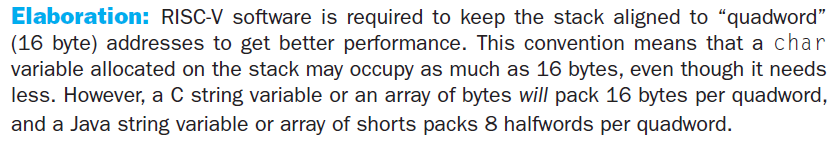 Elaboration: RISC-V software is required to keep the stack aligned to “quadword”
(16 byte) addresses to get better performance. This convention means that a char
variable allocated on the stack may occupy as much as 16 bytes, even though it needs
less. However, a C string variable or an array of bytes will pack 16 bytes per quadword,
and a Java string variable or array of shorts packs 8 halfwords per quadword.